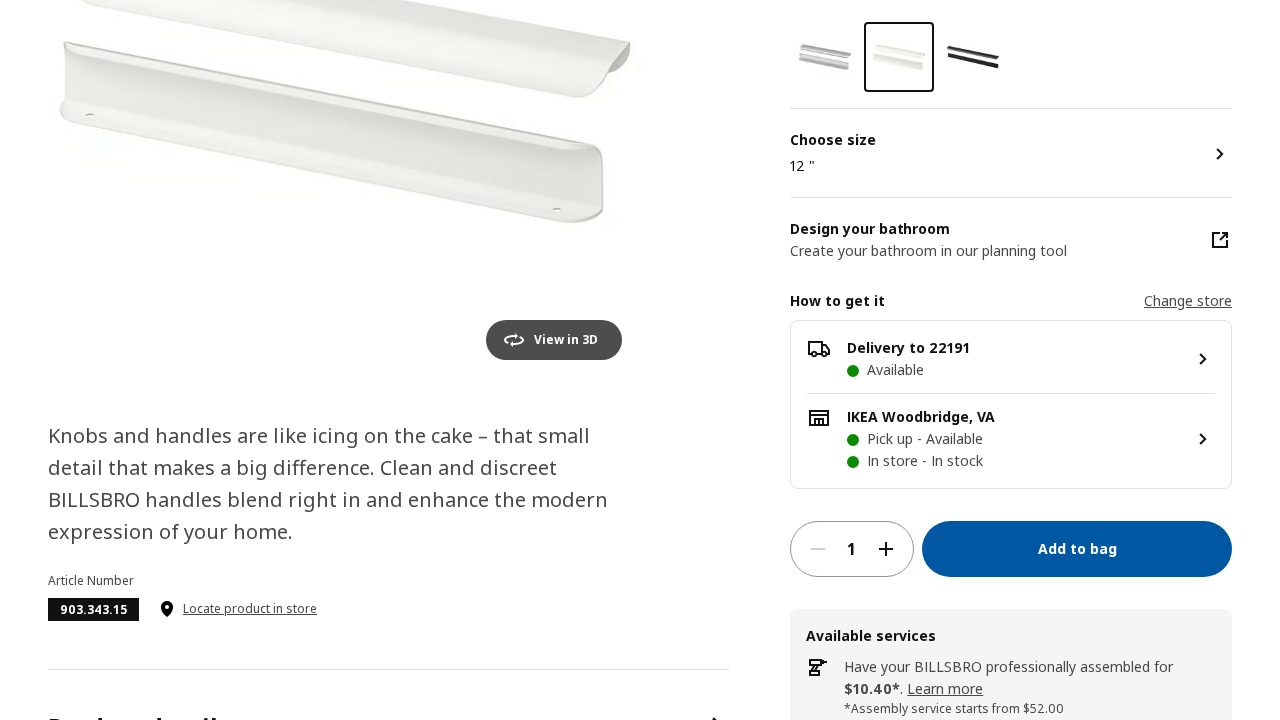 View in 3D
Knobs and handles are like icing on the cake – that small
detail that makes a big difference. Clean and discreet
BILLSBRO handles blend right in and enhance the modern
expression of your home.
Article Number
903.343.15
Locate product in store
Choose size
12 "
Design your bathroom
Create your bathroom in our planning tool
How to get it
Change store
Delivery to 22191
Available
IKEA Woodbridge, VA
Pick up - Available
In store - In stock
1
Add to bag
Available services
Have your BILLSBRO professionally assembled for
$10.40*. Learn more
*Assembly service starts from $52.00